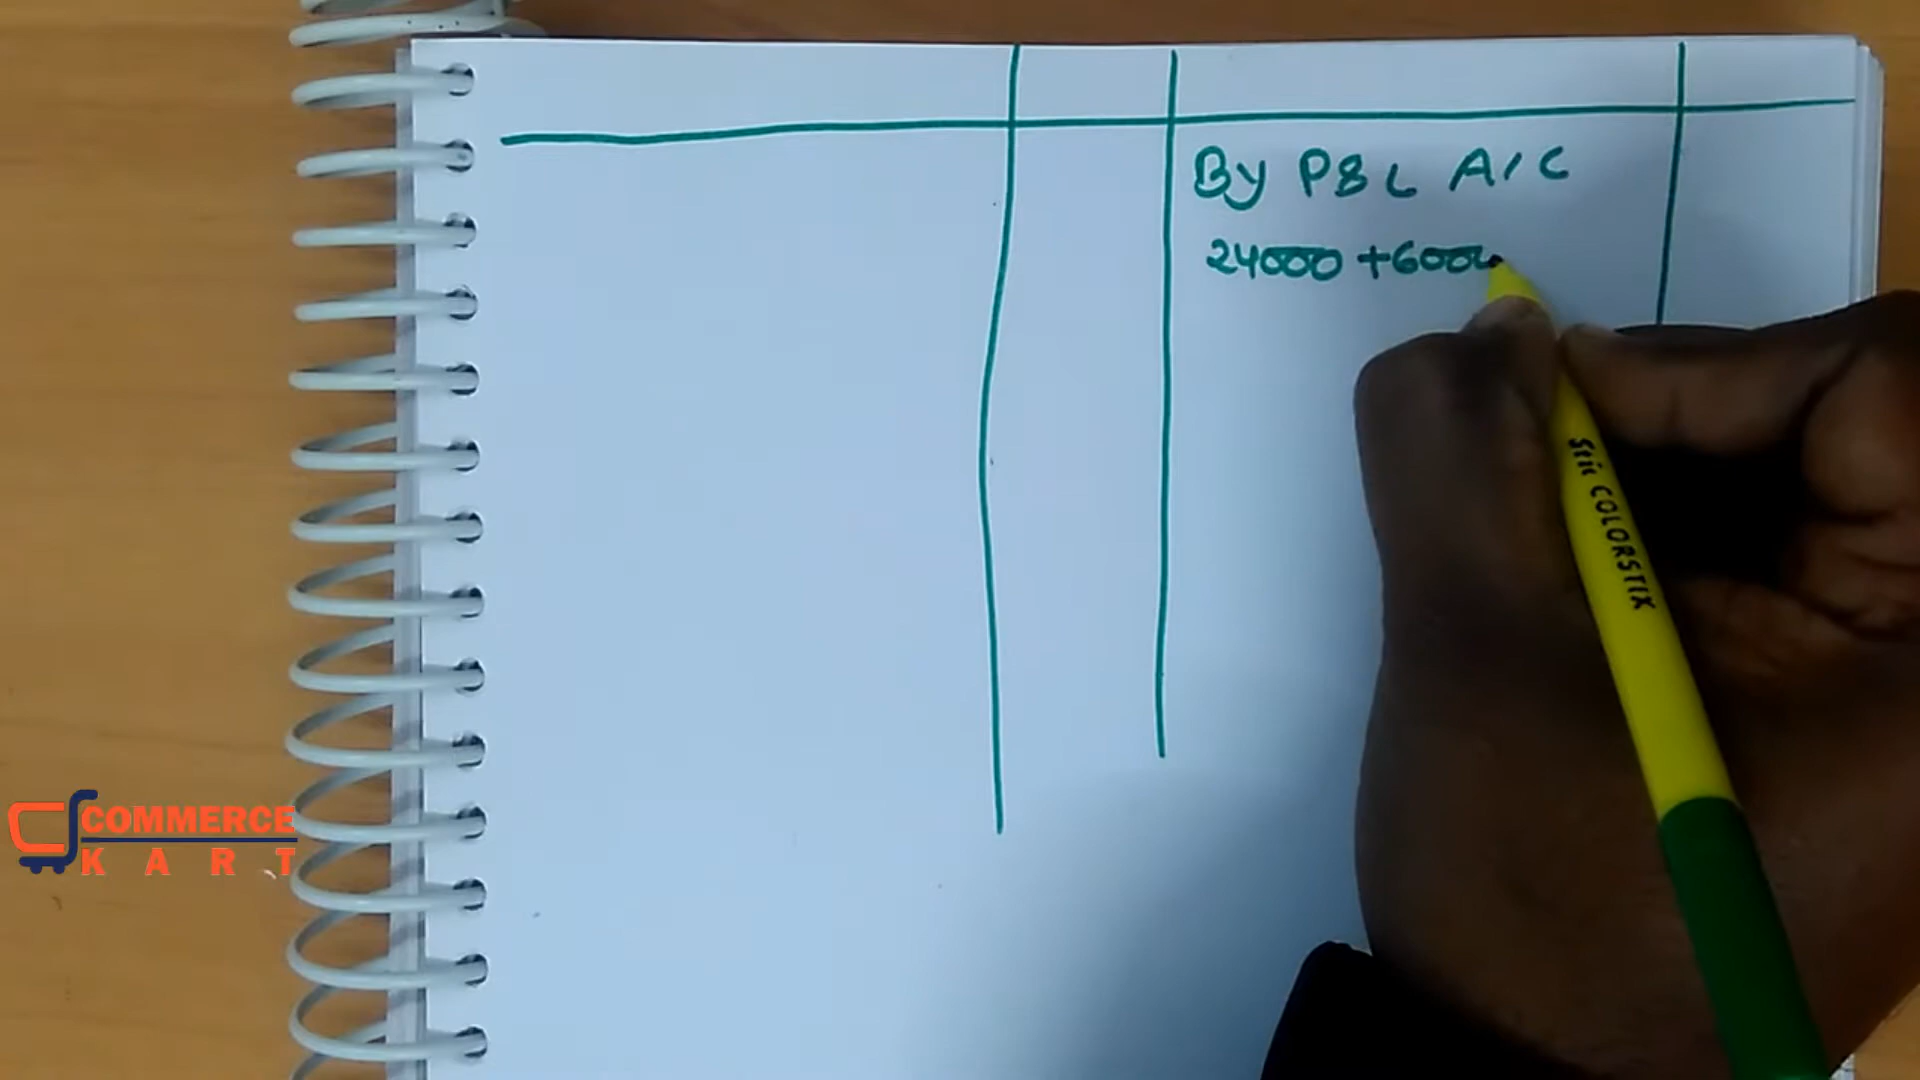 By P&L A/C
24000 + 6000
Stic COLORSTIX
COMMERCE
KART